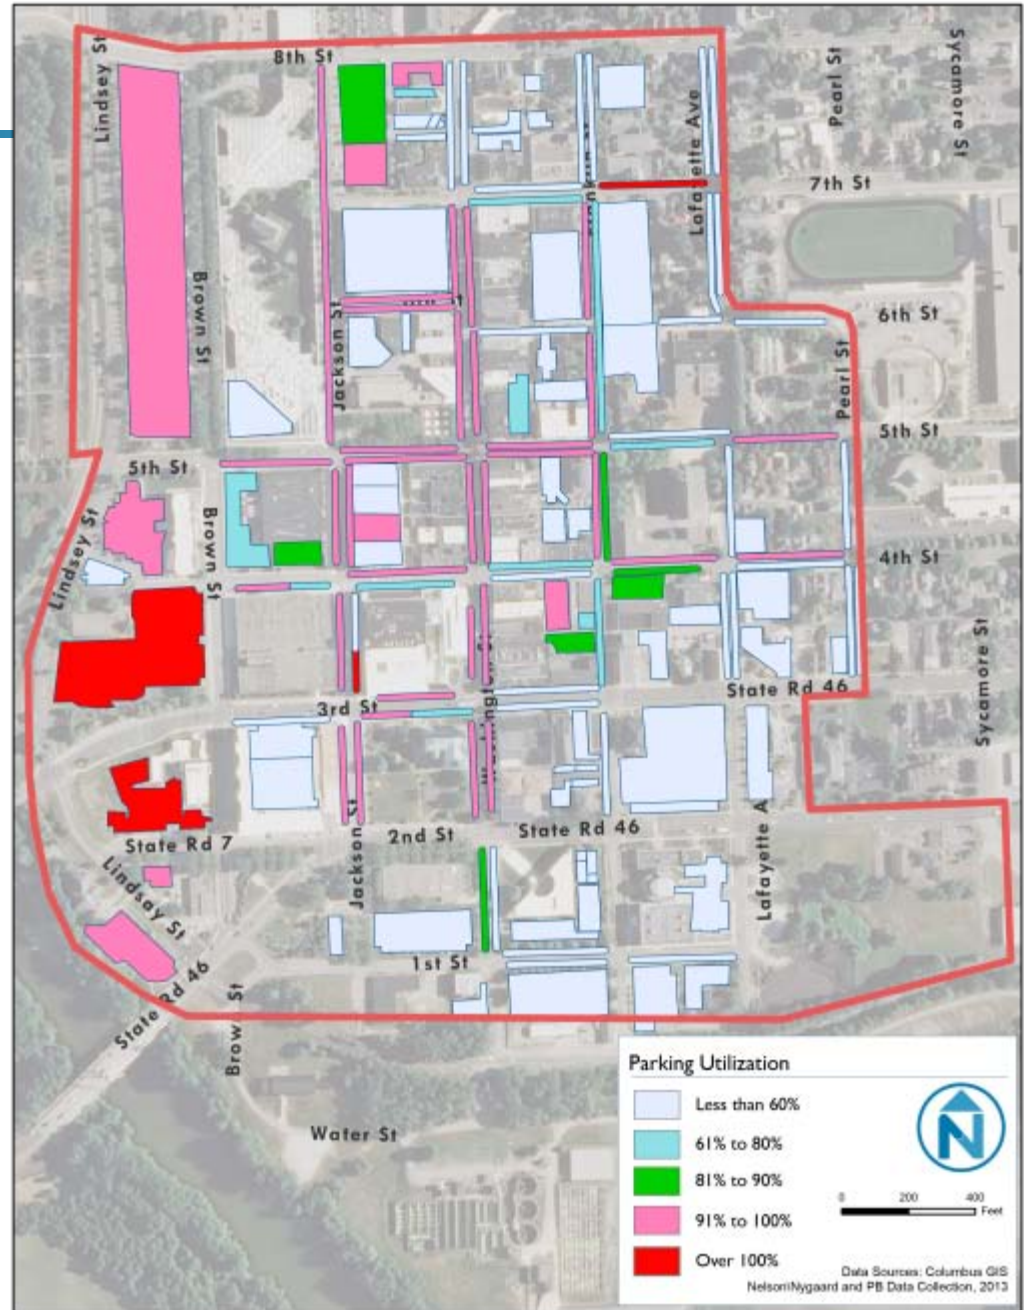 8th St
Lindsey St
Pearl St
Sycamore St
Lafayette Ave
7th St
Brown St
Jackson St
6th St
Pearl St
5th St
5th St
Lindsey St
Brown St
4th St
3rd St
State Rd 46
Sycamore St
Washington St
2nd St
State Rd 46
State Rd 7
Jackson St
Lafayette A
Lindsay St
1st St
State Rd 46
Brown St
Water St
Parking Utilization
Less than 60%
61% to 80%
81% to 90%
91% to 100%
Over 100%
N
0 200 400
Feet
Data Sources: Columbus GIS
Nelson\Nygaard and PB Data Collection, 2013